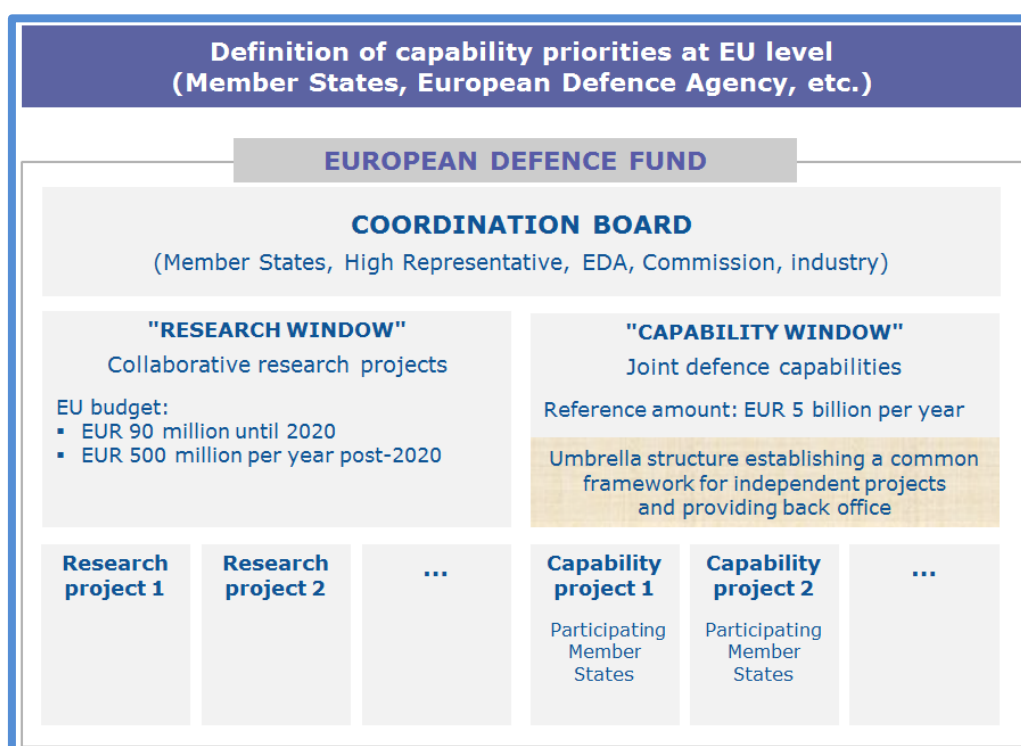 Definition of capability priorities at EU level
(Member States, European Defence Agency, etc.)
EUROPEAN DEFENCE FUND
COORDINATION BOARD
(Member States, High Representative, EDA, Commission, industry)
"RESEARCH WINDOW"
Collaborative research projects
EU budget:
▪ EUR 90 million until 2020
▪ EUR 500 million per year post-2020
"CAPABILITY WINDOW"
Joint defence capabilities
Reference amount: EUR 5 billion per year
Umbrella structure establishing a common
framework for independent projects
and providing back office
Research
project 1
Research
project 2
...
Capability
project 1
Participating
Member
States
Capability
project 2
Participating
Member
States
...